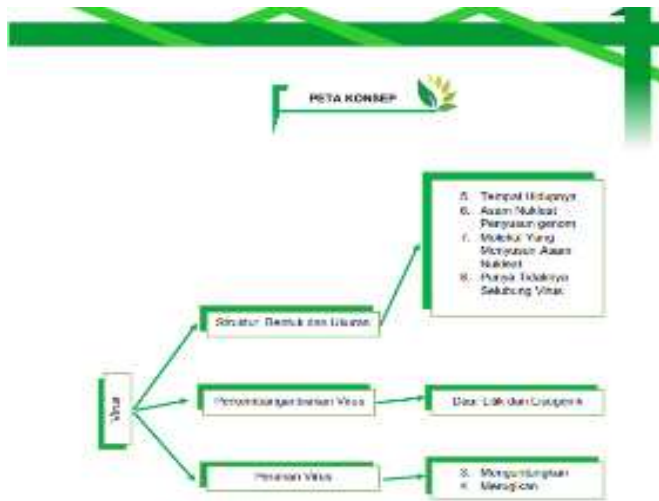 PETA KONSEP
5. Tempat Hidupnya
6. Asam Nukleat
Penyusun genom
7. Molekul Yang
Menyusun Asam
Nukleat
8. Punya Tidaknya
Selubung Virus
Struktur, Bentuk dan Ukuran
Virus
Perkembangbiakan Virus
Daur Litik dan Lisogenik
Peranan Virus
3. Menguntungkan
4. Merugikan